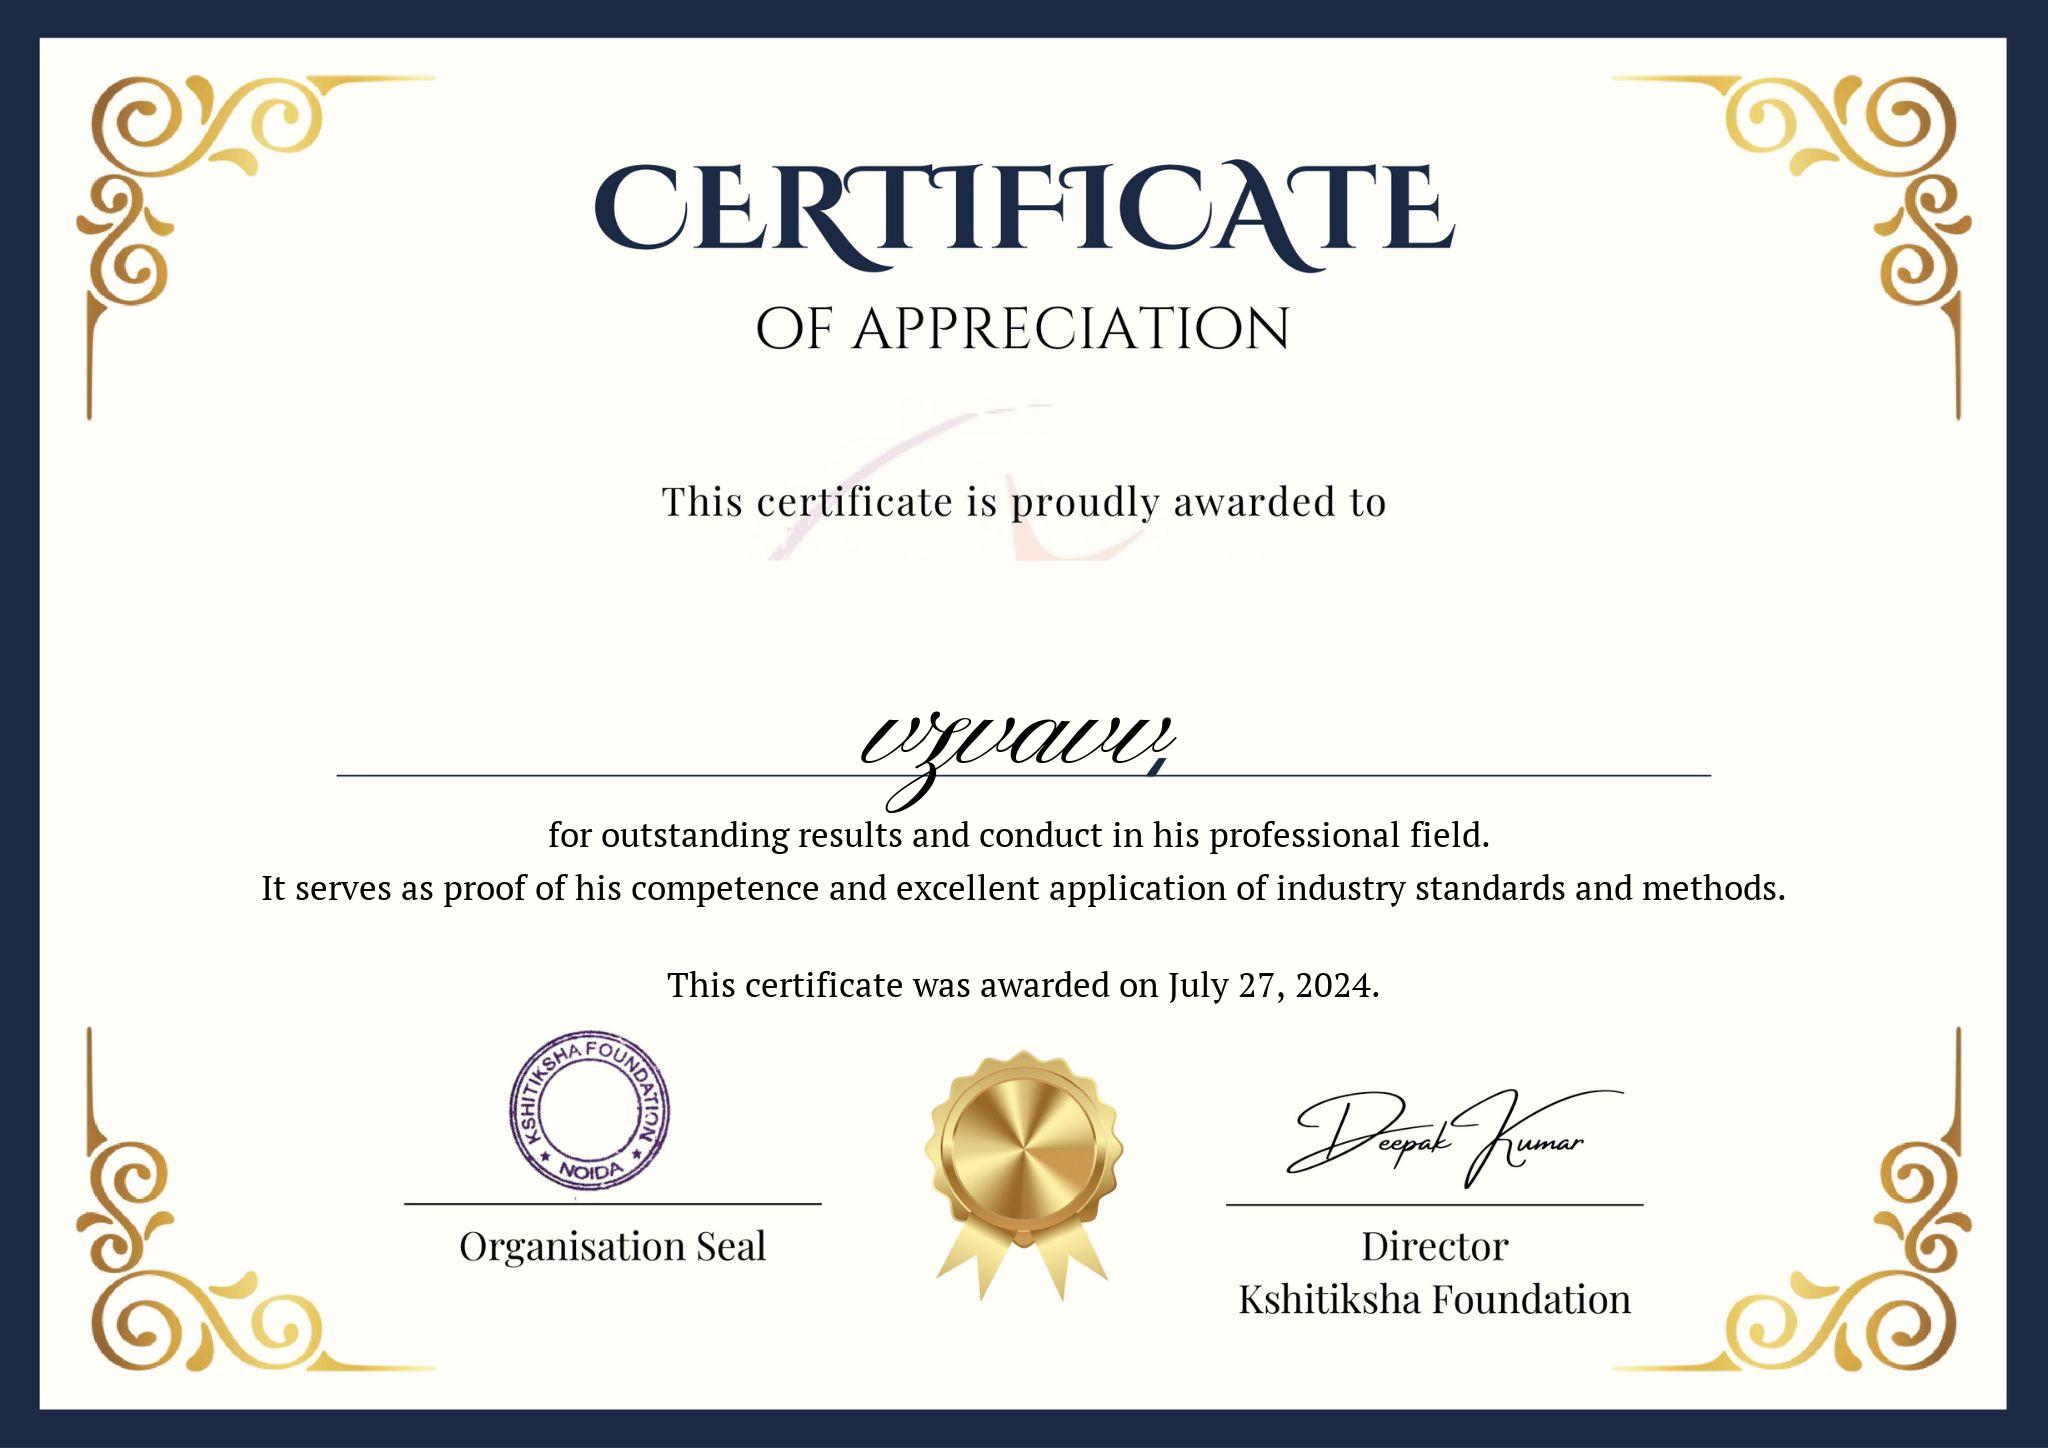 CERTIFICATE
OF APPRECIATION
This certificate is proudly awarded to
vzvavv,
for outstanding results and conduct in his professional field.
It serves as proof of his competence and excellent application of industry standards and methods.
This certificate was awarded on July 27, 2024.
KSHITIKSHA FOUNDATION
★ NOIDA ★
Deepak Kumar
Organisation Seal
Director
Kshitiksha Foundation